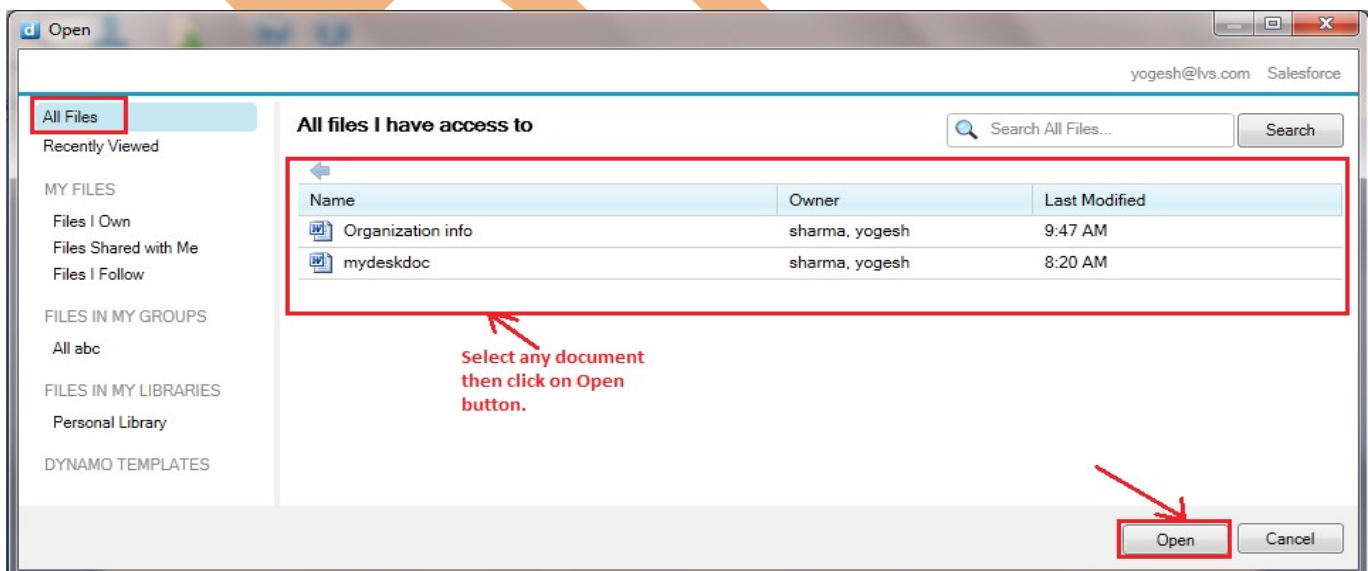 Open
yogesh@lvs.com Salesforce
All Files
Recently Viewed
MY FILES
Files I Own
Files Shared with Me
Files I Follow
FILES IN MY GROUPS
All abc
FILES IN MY LIBRARIES
Personal Library
DYNAMO TEMPLATES
All files I have access to
Search All Files...
Search
Name Owner Last Modified
Organization info sharma, yogesh 9:47 AM
mydeskdoc sharma, yogesh 8:20 AM
Select any document
then click on Open
button.
Open Cancel